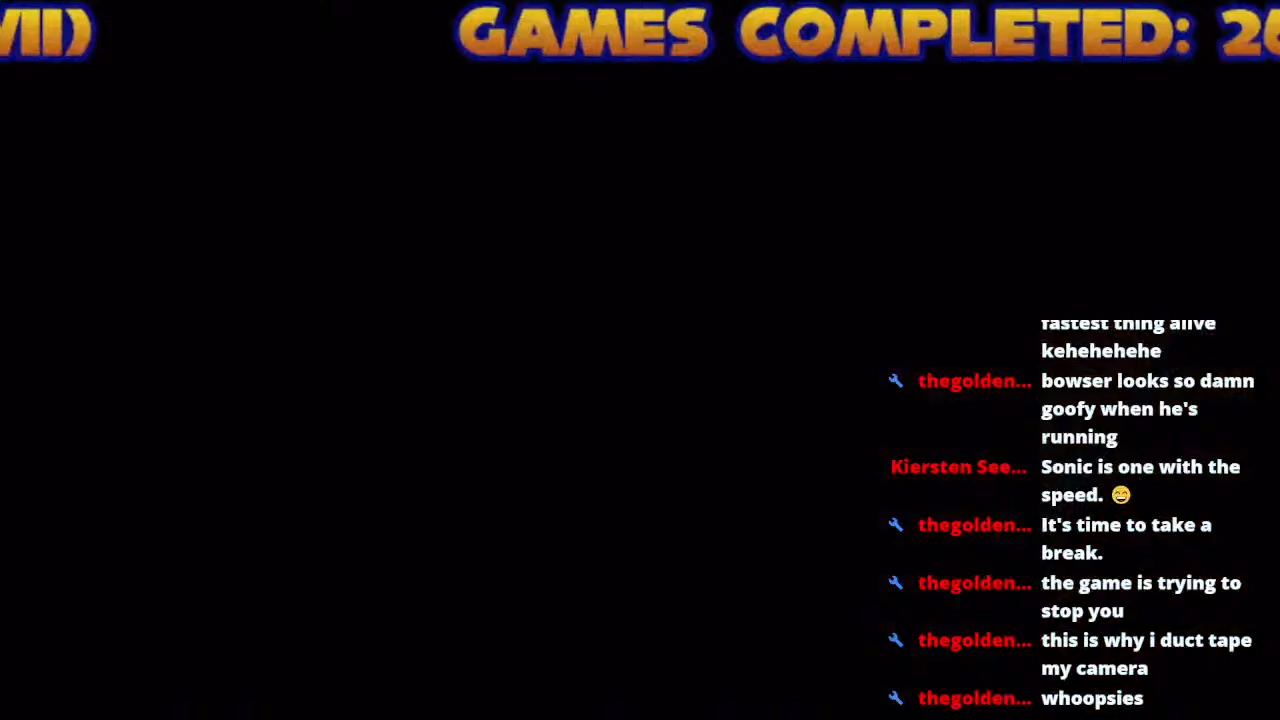 VII) GAMES COMPLETED: 26
fastest thing alive
kehehehehe
thegolden... bowser looks so damn
goofy when he's
running
Kiersten See... Sonic is one with the
speed. 😁
thegolden... It's time to take a
break.
thegolden... the game is trying to
stop you
thegolden... this is why i duct tape
my camera
thegolden... whoopsies